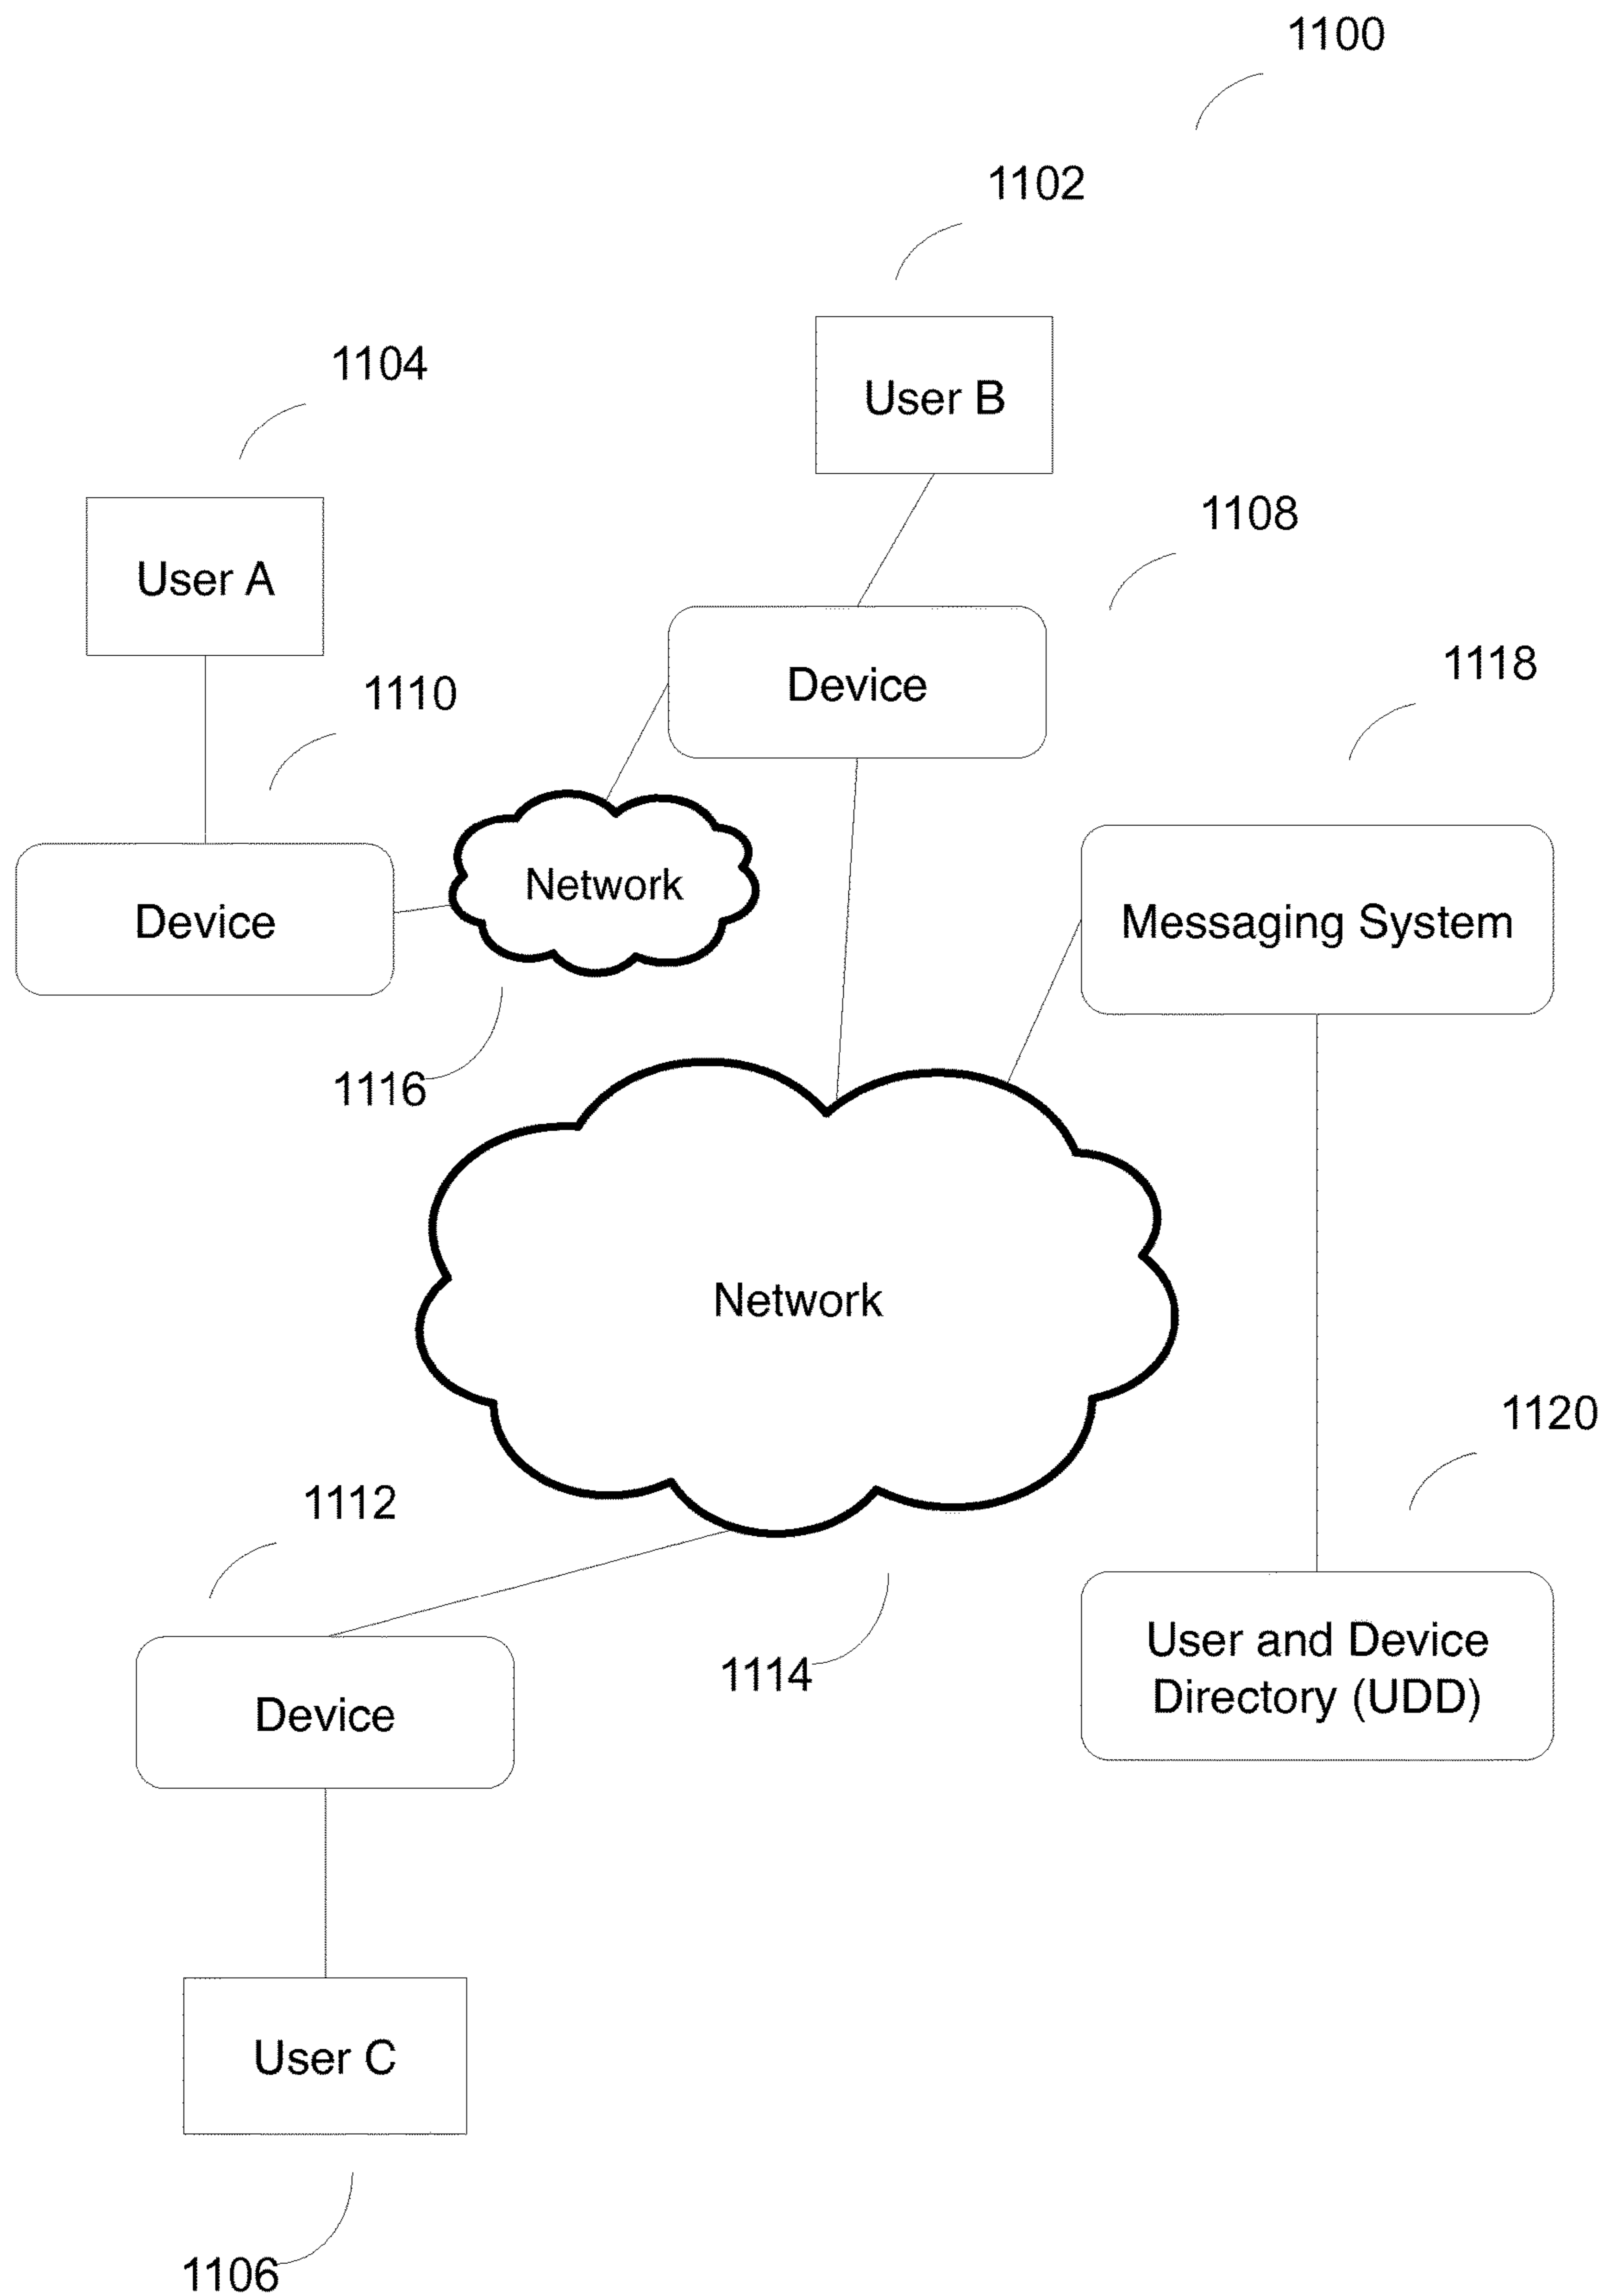 1100
1102
1104
User B
1108
User A
1118
1110
Device
Network
Device
Messaging System
1116
Network
1120
1112
User and Device
Directory (UDD)
1114
Device
User C
1106